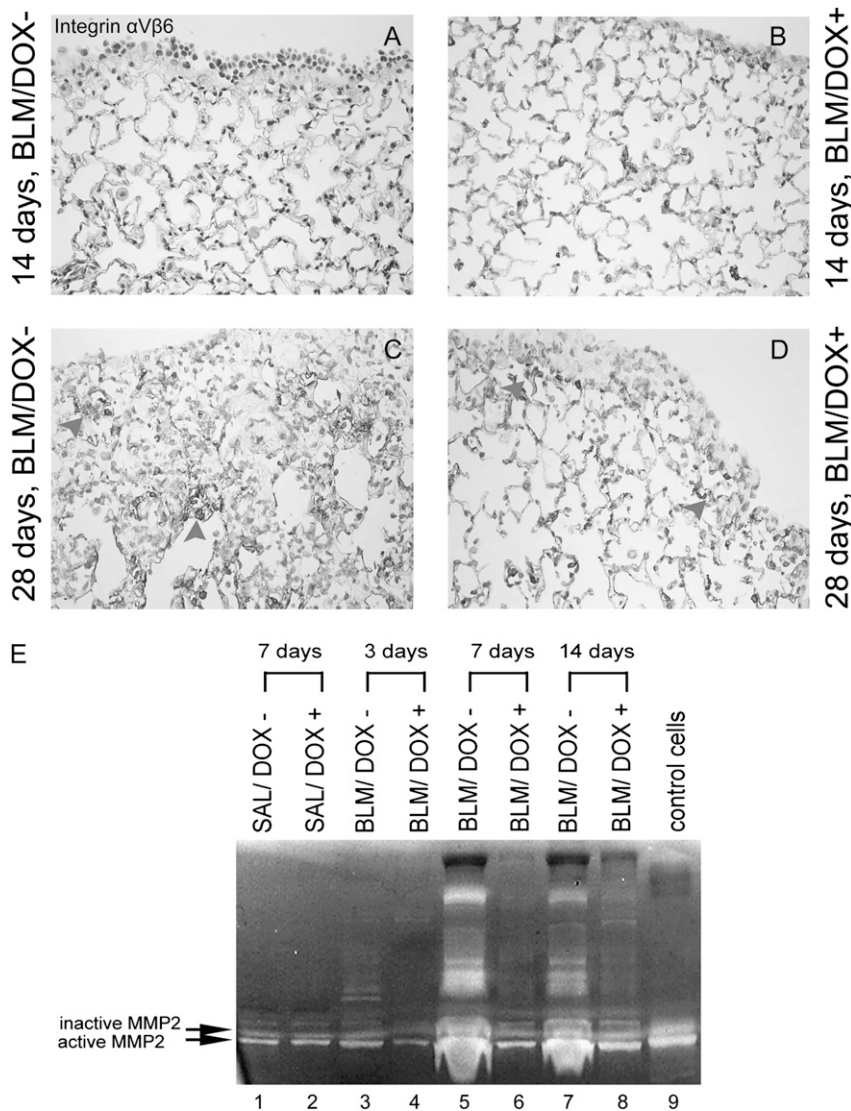 14 days, BLM/DOX-
Integrin αVβ6
A
B
14 days, BLM/DOX+
28 days, BLM/DOX-
C
D
28 days, BLM/DOX+
E
7 days
3 days
7 days
14 days
SAL/ DOX -
SAL/ DOX +
BLM/ DOX -
BLM/ DOX +
BLM/ DOX -
BLM/ DOX +
BLM/ DOX -
BLM/ DOX +
control cells
inactive MMP2
active MMP2
1 2 3 4 5 6 7 8 9